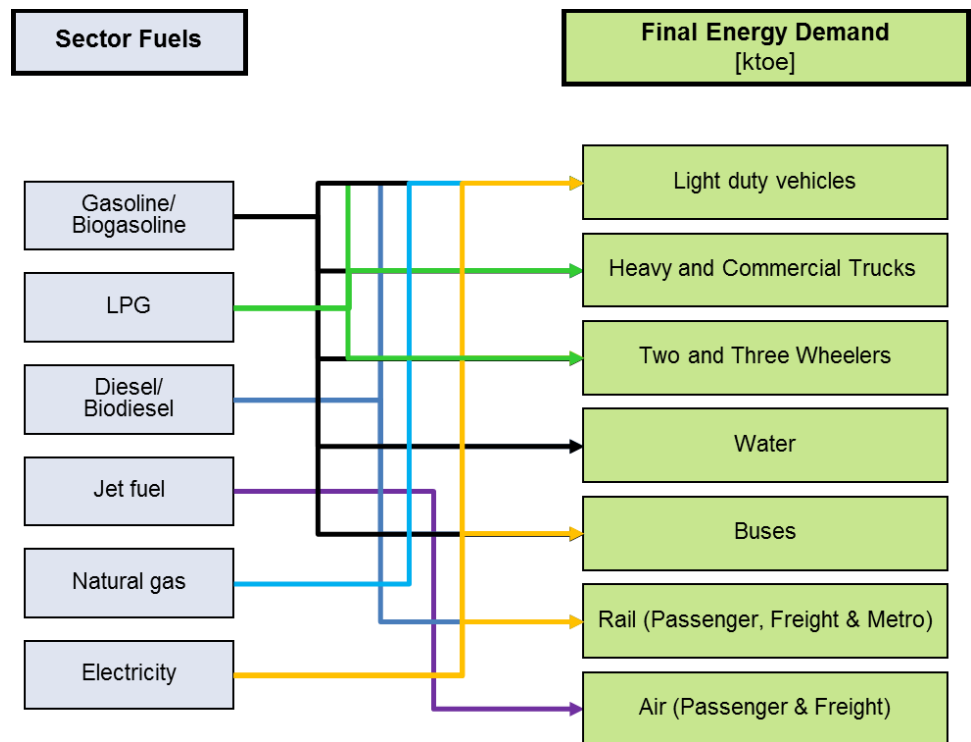 Sector Fuels
Final Energy Demand
[ktoe]
Gasoline/
Biogasoline
LPG
Diesel/
Biodiesel
Jet fuel
Natural gas
Electricity
Light duty vehicles
Heavy and Commercial Trucks
Two and Three Wheelers
Water
Buses
Rail (Passenger, Freight & Metro)
Air (Passenger & Freight)